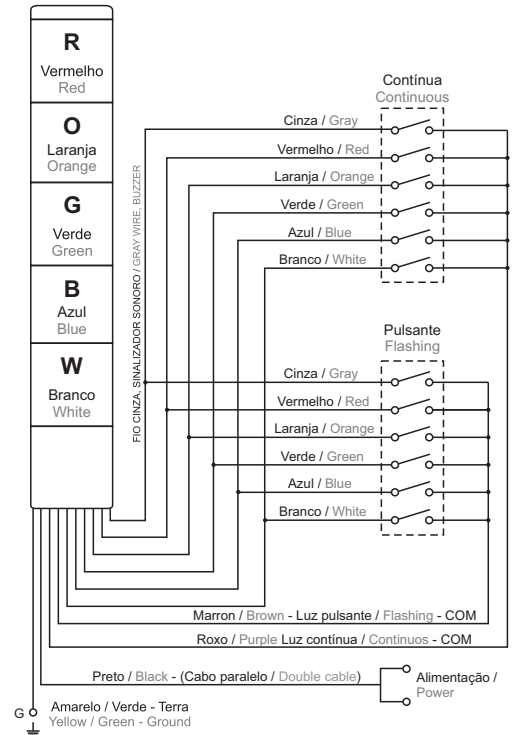 R
Vermelho
Red
O
Laranja
Orange
G
Verde
Green
B
Azul
Blue
W
Branco
White
FIO CINZA, SINALIZADOR SONORO / GRAY WIRE, BUZZER
Contínua
Continuous
Cinza / Gray
Vermelho / Red
Laranja / Orange
Verde / Green
Azul / Blue
Branco / White
Pulsante
Flashing
Cinza / Gray
Vermelho / Red
Laranja / Orange
Verde / Green
Azul / Blue
Branco / White
Marron / Brown - Luz pulsante / Flashing - COM
Roxo / Purple Luz contínua / Continuos - COM
Preto / Black - (Cabo paralelo / Double cable)
Alimentação /
Power
G
Amarelo / Verde - Terra
Yellow / Green - Ground